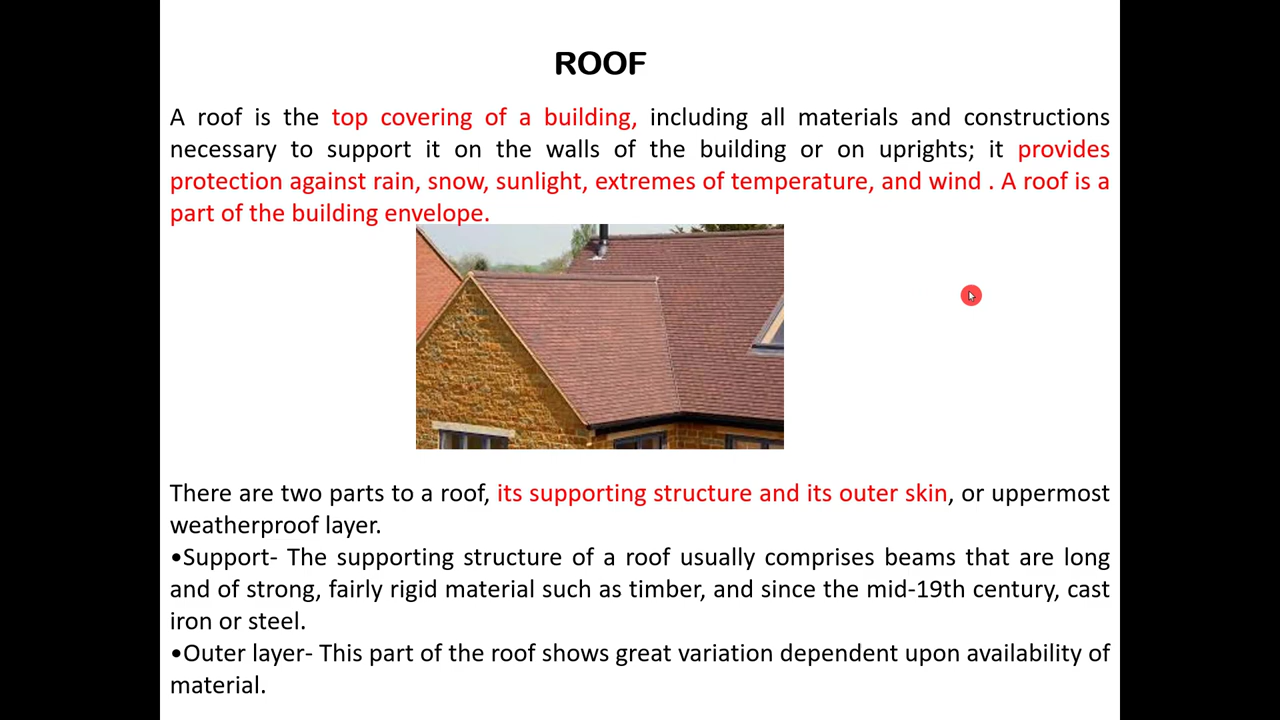 ROOF
A roof is the top covering of a building, including all materials and constructions
necessary to support it on the walls of the building or on uprights; it provides
protection against rain, snow, sunlight, extremes of temperature, and wind . A roof is a
part of the building envelope.
There are two parts to a roof, its supporting structure and its outer skin, or uppermost
weatherproof layer.
•Support- The supporting structure of a roof usually comprises beams that are long
and of strong, fairly rigid material such as timber, and since the mid-19th century, cast
iron or steel.
•Outer layer- This part of the roof shows great variation dependent upon availability of
material.